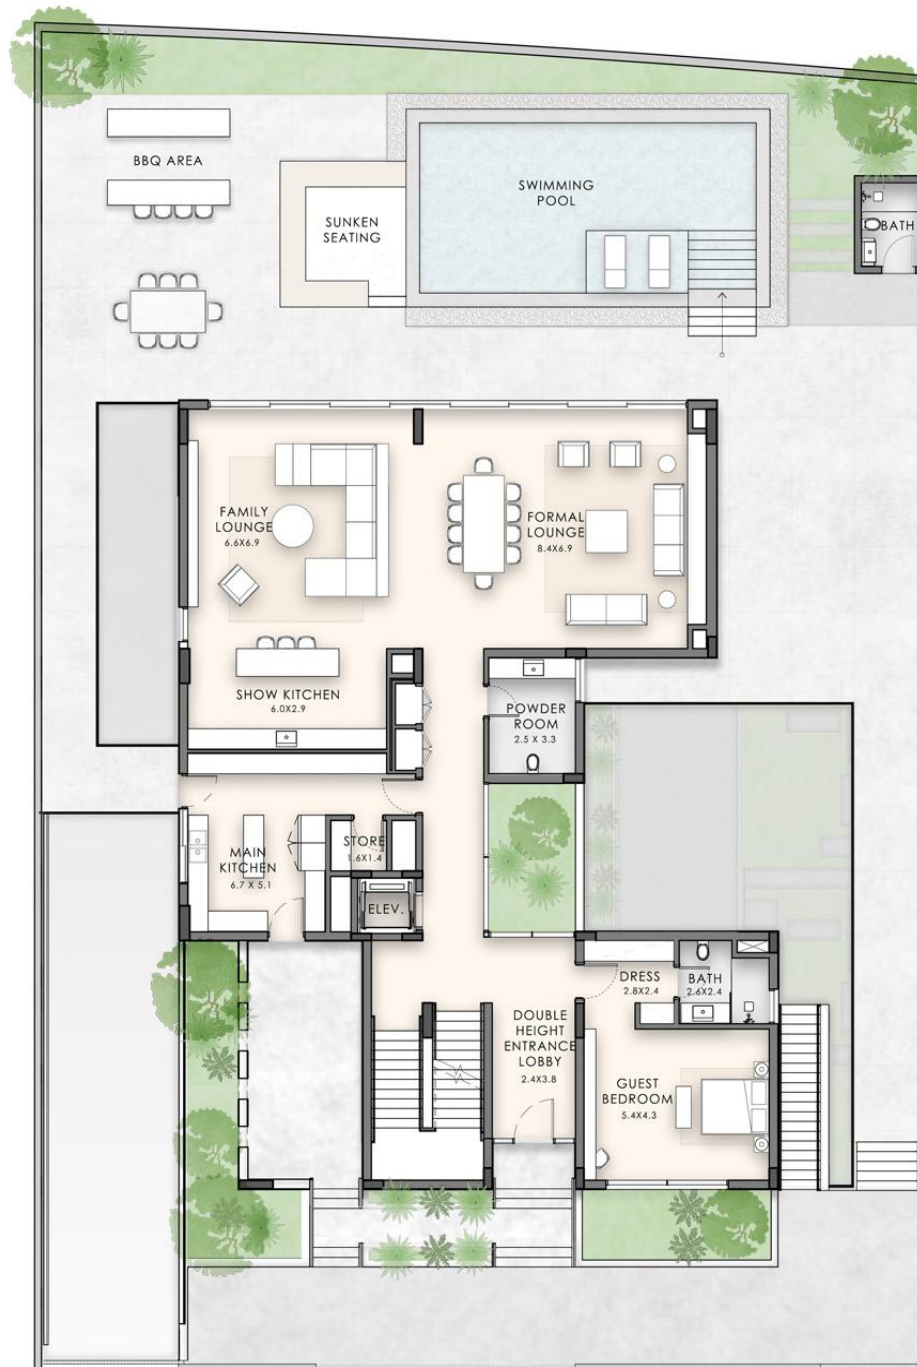 BBQ AREA
SWIMMING
POOL
SUNKEN
SEATING
BATH
FAMILY
LOUNGE
6.6X6.9
FORMAL
LOUNGE
8.4X6.9
SHOW KITCHEN
6.0X2.9
POWDER
ROOM
2.5 X 3.3
MAIN
KITCHEN
6.7 X 5.1
STORE
1.6X1.4
ELEV.
DRESS
2.8X2.4
BATH
2.6X2.4
DOUBLE
HEIGHT
ENTRANCE
LOBBY
2.4X3.8
GUEST
BEDROOM
5.4X4.3